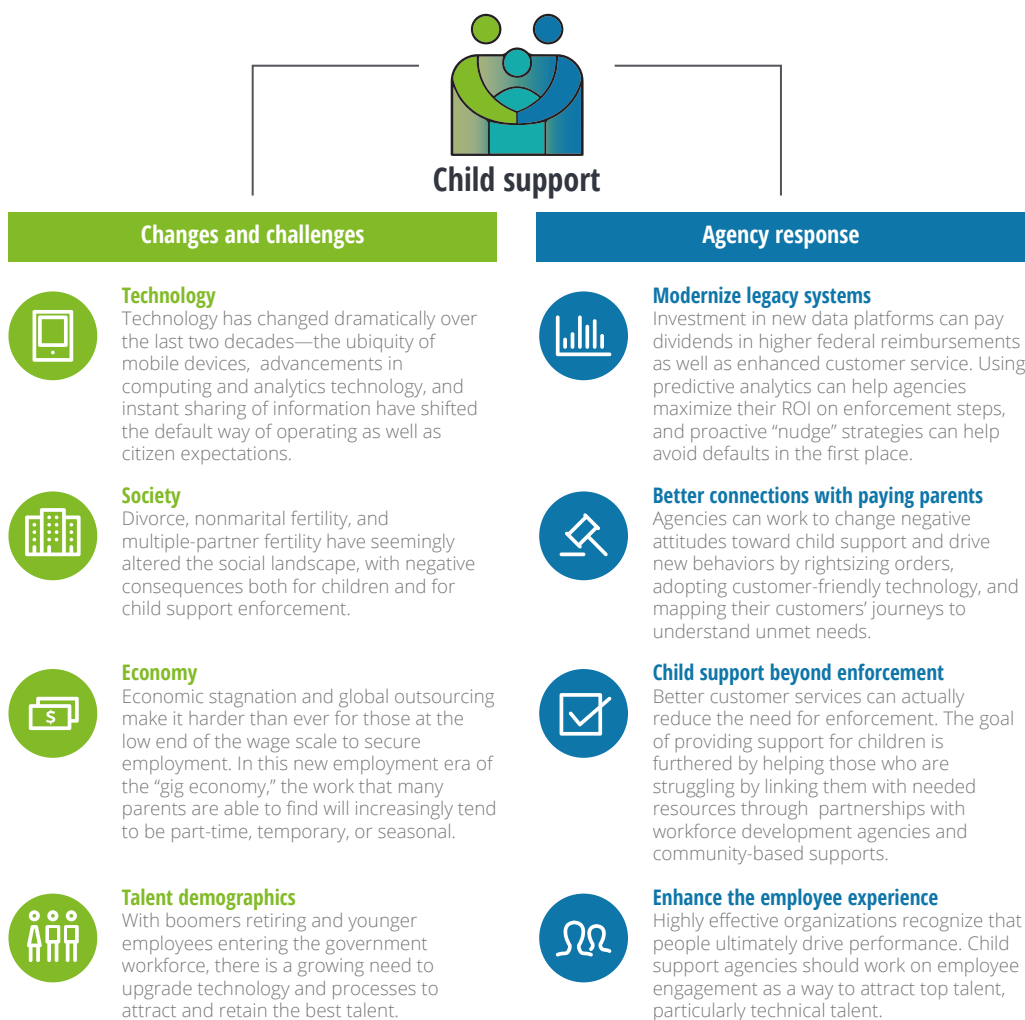 Child support
Changes and challenges
Technology
Technology has changed dramatically over
the last two decades—the ubiquity of
mobile devices, advancements in
computing and analytics technology, and
instant sharing of information have shifted
the default way of operating as well as
citizen expectations.
Society
Divorce, nonmarital fertility, and
multiple-partner fertility have seemingly
altered the social landscape, with negative
consequences both for children and for
child support enforcement.
Economy
$
Economic stagnation and global outsourcing
make it harder than ever for those at the
low end of the wage scale to secure
employment. In this new employment era of
the “gig economy,” the work that many
parents are able to find will increasingly tend
to be part-time, temporary, or seasonal.
Talent demographics
With boomers retiring and younger
employees entering the government
workforce, there is a growing need to
upgrade technology and processes to
attract and retain the best talent.
Agency response
Modernize legacy systems
Investment in new data platforms can pay
dividends in higher federal reimbursements
as well as enhanced customer service. Using
predictive analytics can help agencies
maximize their ROI on enforcement steps,
and proactive “nudge” strategies can help
avoid defaults in the first place.
Better connections with paying parents
Agencies can work to change negative
attitudes toward child support and drive
new behaviors by rightsizing orders,
adopting customer-friendly technology, and
mapping their customers’ journeys to
understand unmet needs.
Child support beyond enforcement
Better customer services can actually
reduce the need for enforcement. The goal
of providing support for children is
furthered by helping those who are
struggling by linking them with needed
resources through partnerships with
workforce development agencies and
community-based supports.
Enhance the employee experience
Highly effective organizations recognize that
people ultimately drive performance. Child
support agencies should work on employee
engagement as a way to attract top talent,
particularly technical talent.